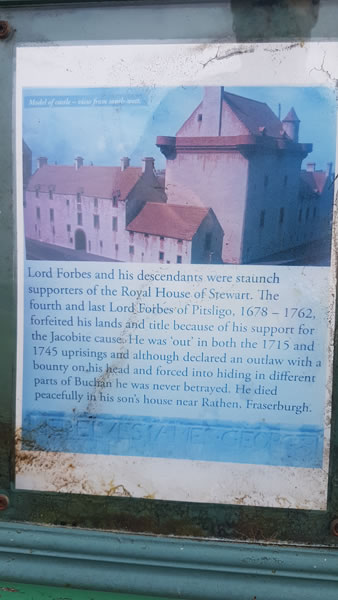 Model of castle - view from south-west.
Lord Forbes and his descendants were staunch
supporters of the Royal House of Stewart. The
fourth and last Lord Forbes of Pitsligo, 1678 – 1762,
forfeited his lands and title because of his support for
the Jacobite cause. He was ‘out’ in both the 1715 and
1745 uprisings and although declared an outlaw with a
bounty on his head and forced into hiding in different
parts of Buchan he was never betrayed. He died
peacefully in his son's house near Rathen, Fraserburgh.